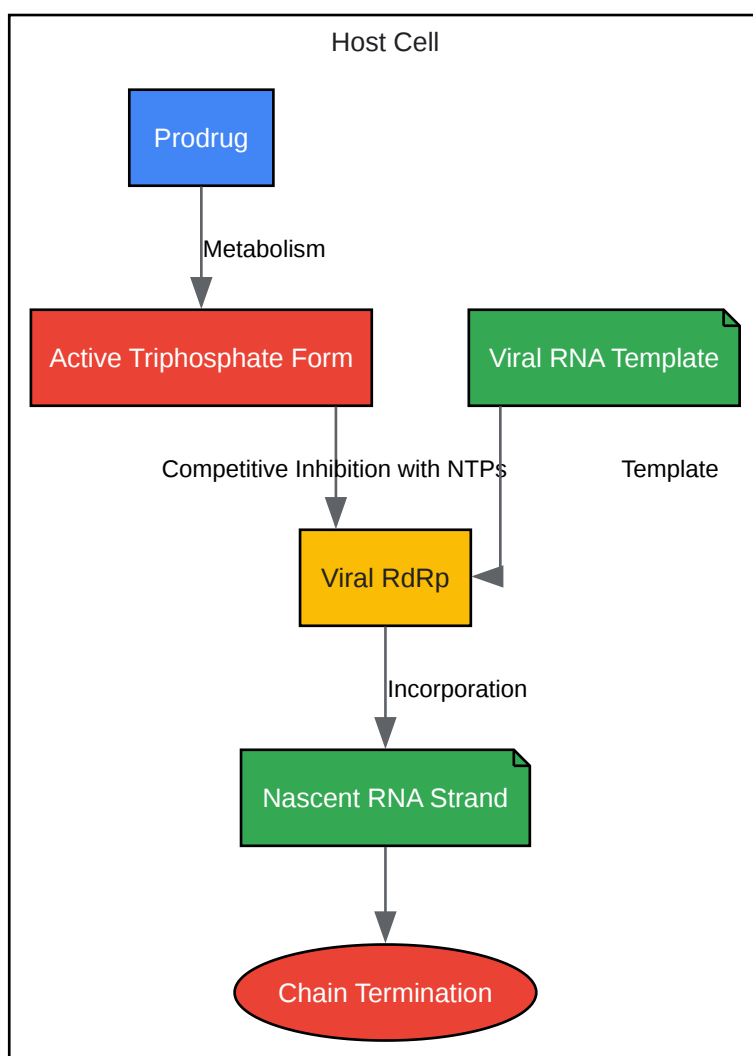 Host Cell
Prodrug
Metabolism
Active Triphosphate Form
Viral RNA Template
Competitive Inhibition with NTPs
Template
Viral RdRp
Incorporation
Nascent RNA Strand
Chain Termination